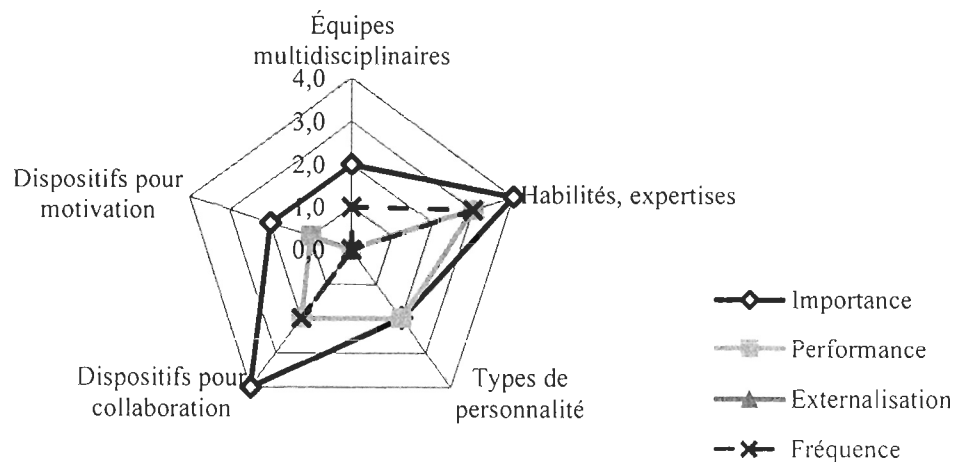 Équipes
multidisciplinaires
4,0
3,0
2,0
1,0
0,0
Habilités, expertises
Types de
personnalité
Dispositifs pour
collaboration
Dispositifs pour
motivation
Importance
Performance
Externalisation
Fréquence